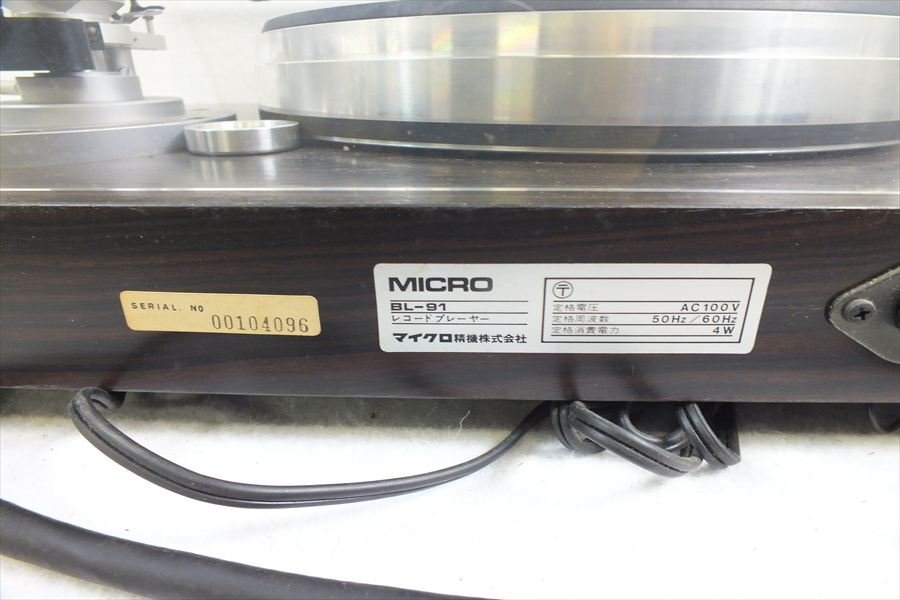 SERIAL. NO
00104096
MICRO
BL-91
レコードプレーヤー
マイクロ精機株式会社
〒
定格電圧 AC100V
定格周波数 50Hz/60Hz
定格消費電力 4W